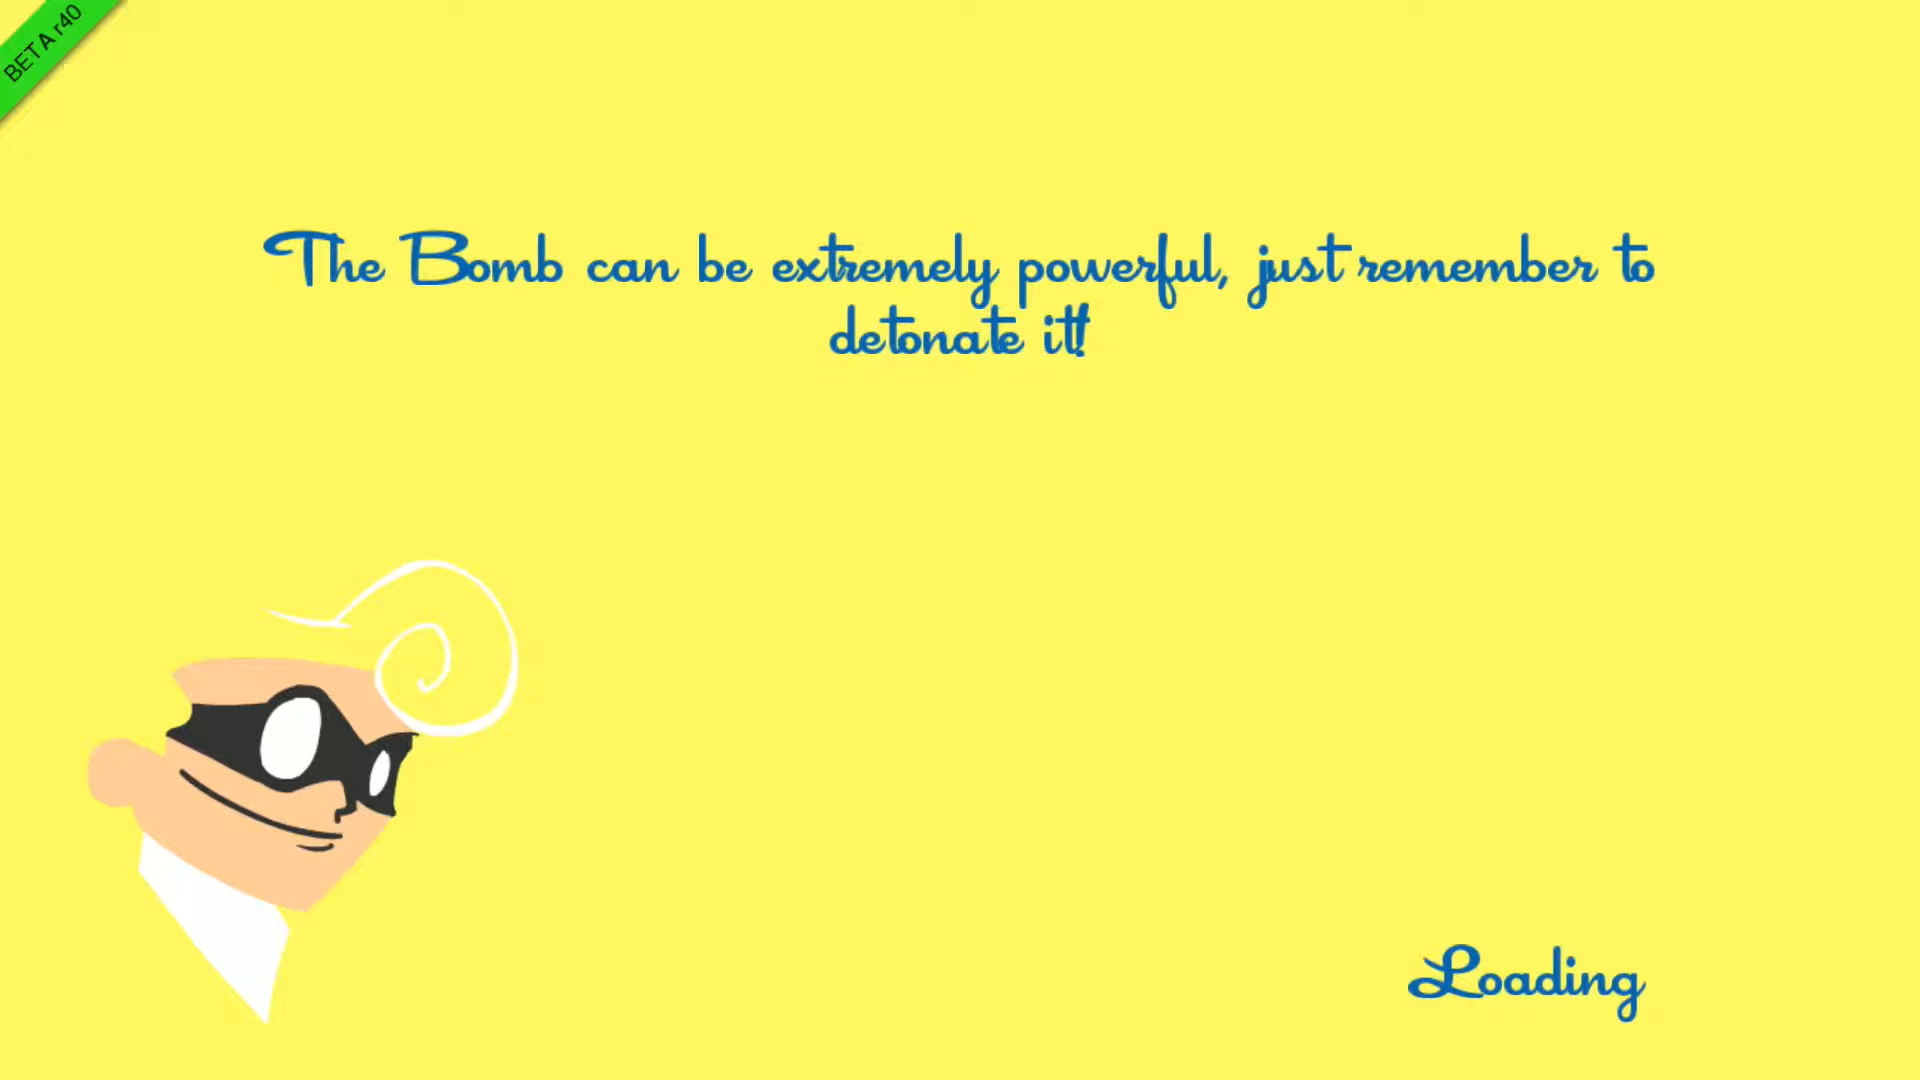 BETA r40
The Bomb can be extremely powerful, just remember to
detonate it!
Loading